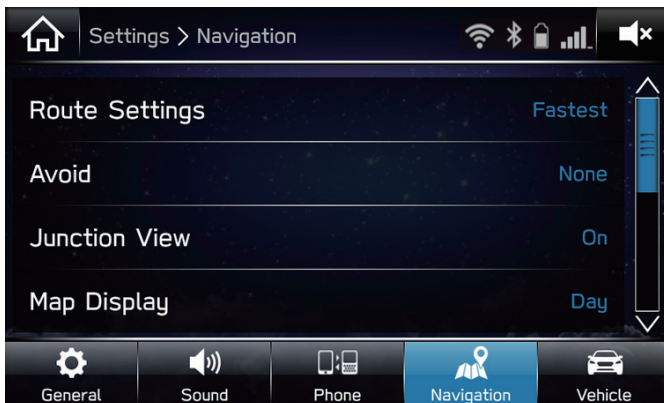 Settings > Navigation
Route Settings Fastest
Avoid None
Junction View On
Map Display Day
General Sound Phone Navigation Vehicle